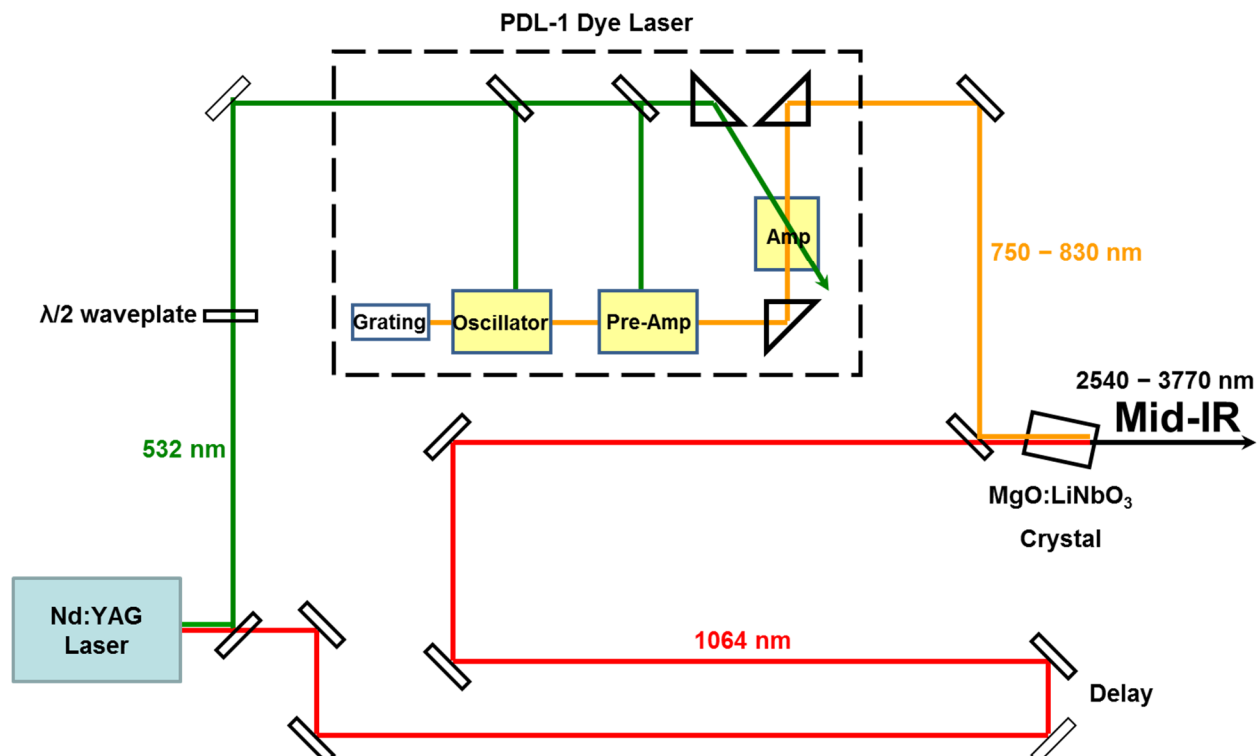 PDL-1 Dye Laser
Amp
750 – 830 nm
λ/2 waveplate
Grating
Oscillator
Pre-Amp
2540 – 3770 nm
Mid-IR
532 nm
MgO:LiNbO₃
Crystal
Nd:YAG
Laser
1064 nm
Delay